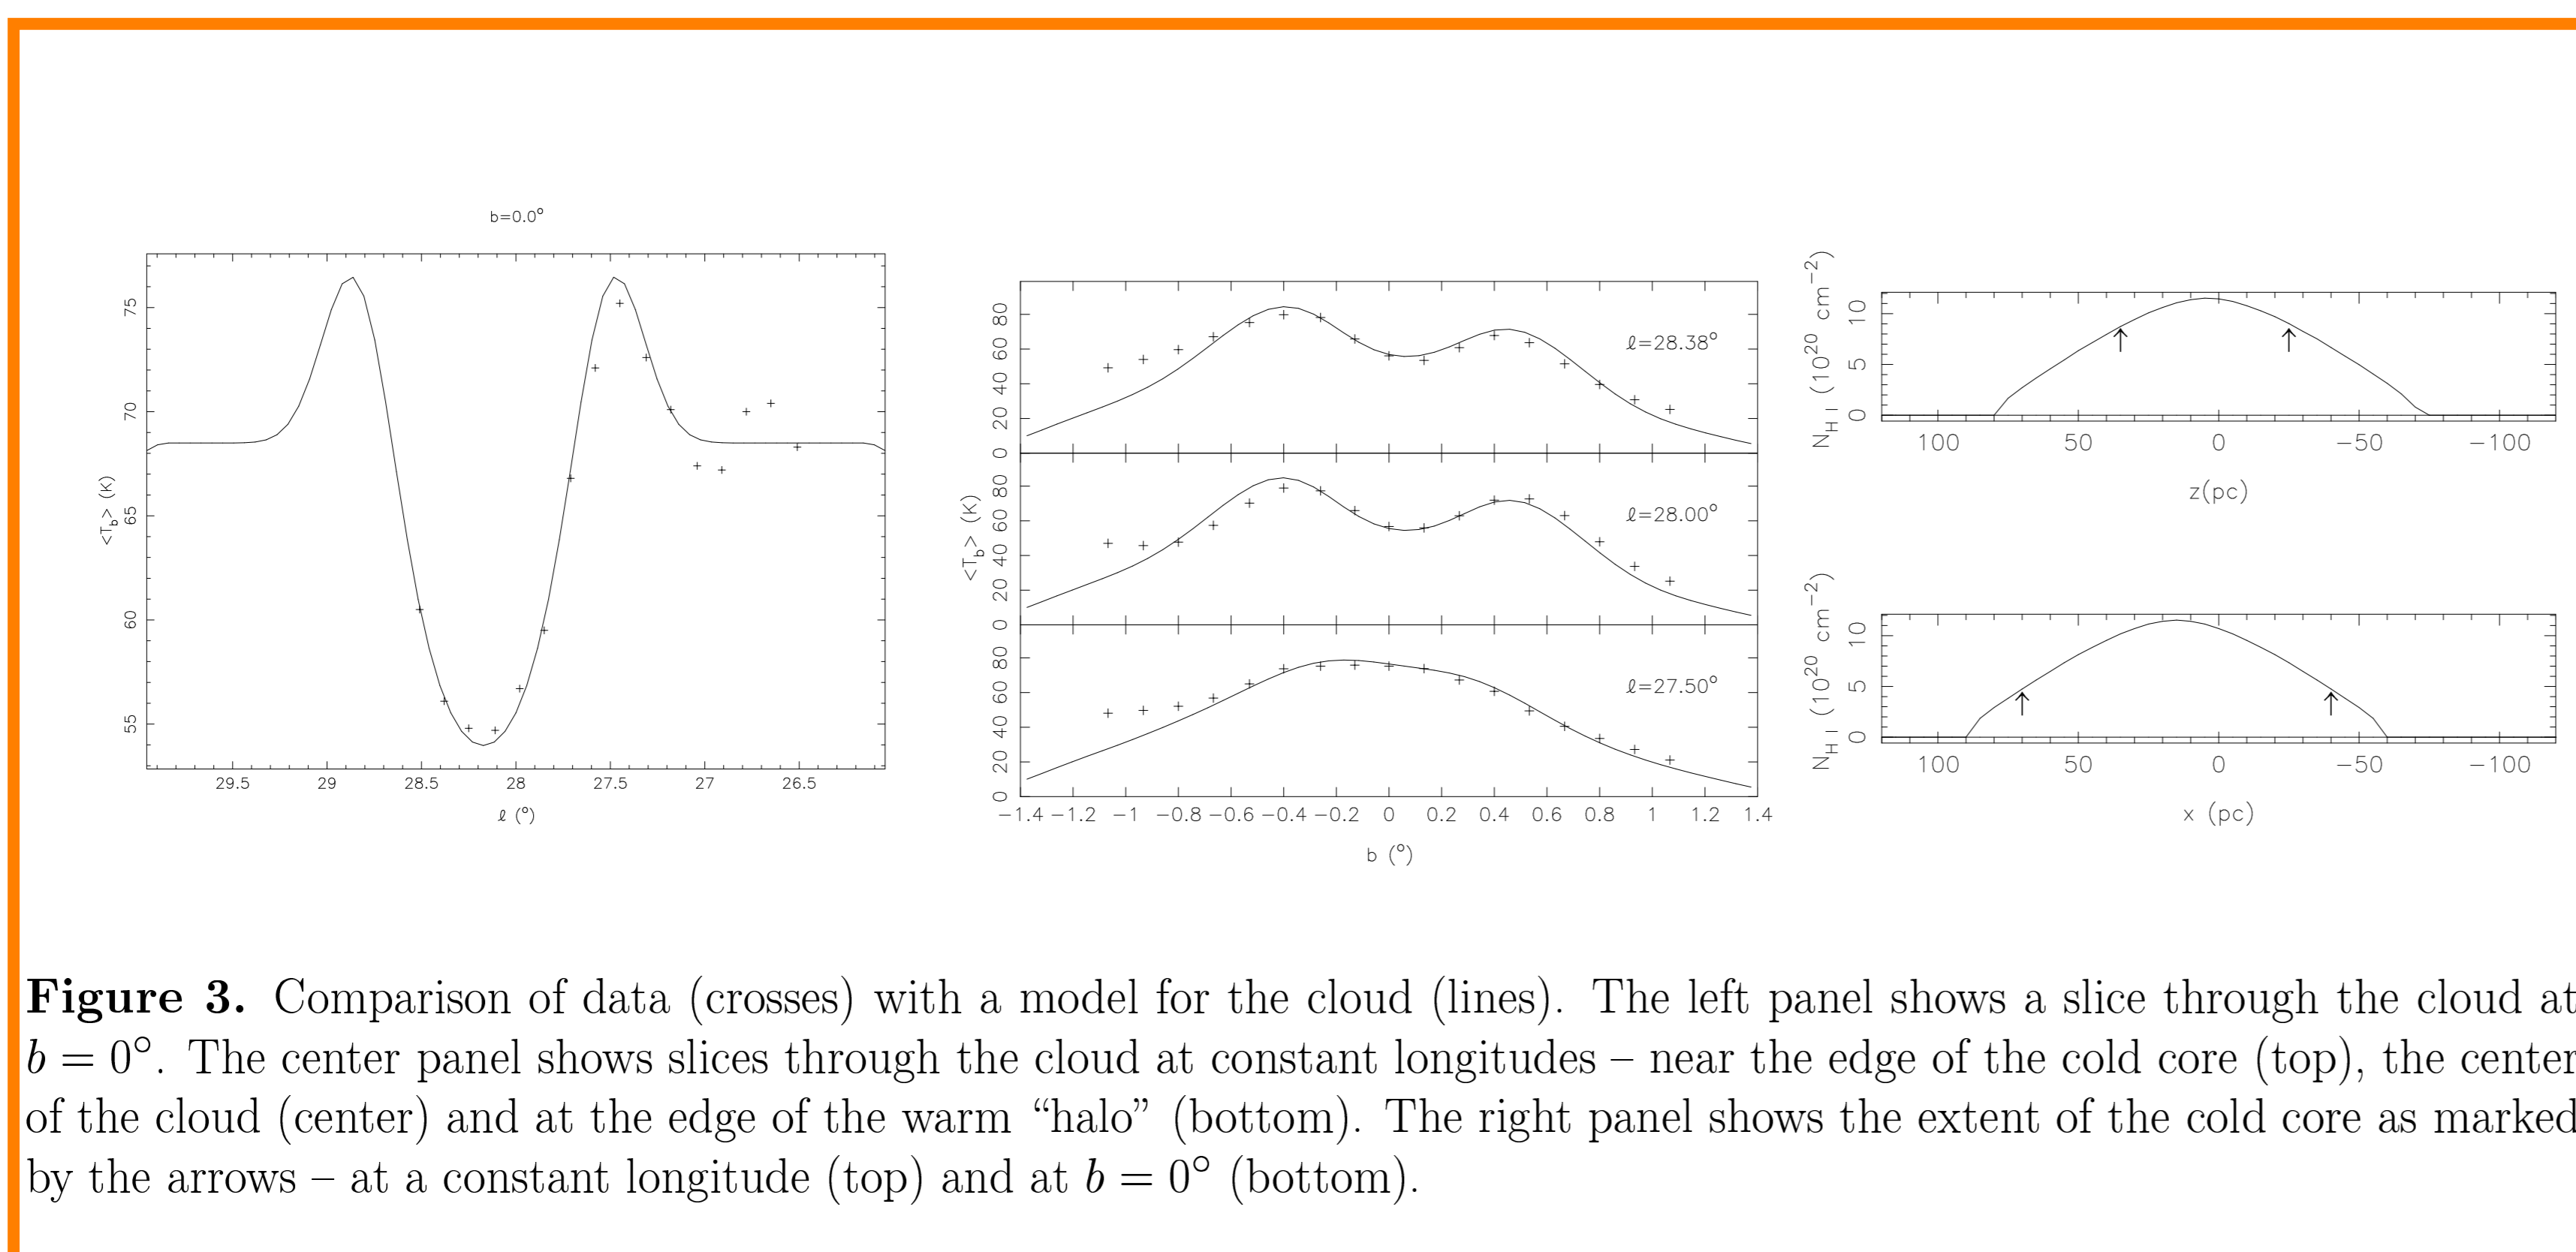 b=0.0°
75
70
65
60
55
<T_b> (K)
29.5 29 28.5 28 27.5 27 26.5
ℓ (°)
80
60
40
20
0
ℓ=28.38°
80
60
40
20
0
ℓ=28.00°
80
60
40
20
0
ℓ=27.50°
<T_b> (K)
−1.4 −1.2 −1 −0.8 −0.6 −0.4 −0.2 0 0.2 0.4 0.6 0.8 1 1.2 1.4
b (°)
N_{H I} (10^{20} cm^{−2})
10
5
0
100 50 0 −50 −100
z(pc)
N_{H I} (10^{20} cm^{−2})
10
5
0
100 50 0 −50 −100
x (pc)
Figure 3. Comparison of data (crosses) with a model for the cloud (lines). The left panel shows a slice through the cloud at
b = 0°. The center panel shows slices through the cloud at constant longitudes – near the edge of the cold core (top), the center
of the cloud (center) and at the edge of the warm “halo” (bottom). The right panel shows the extent of the cold core as marked
by the arrows – at a constant longitude (top) and at b = 0° (bottom).